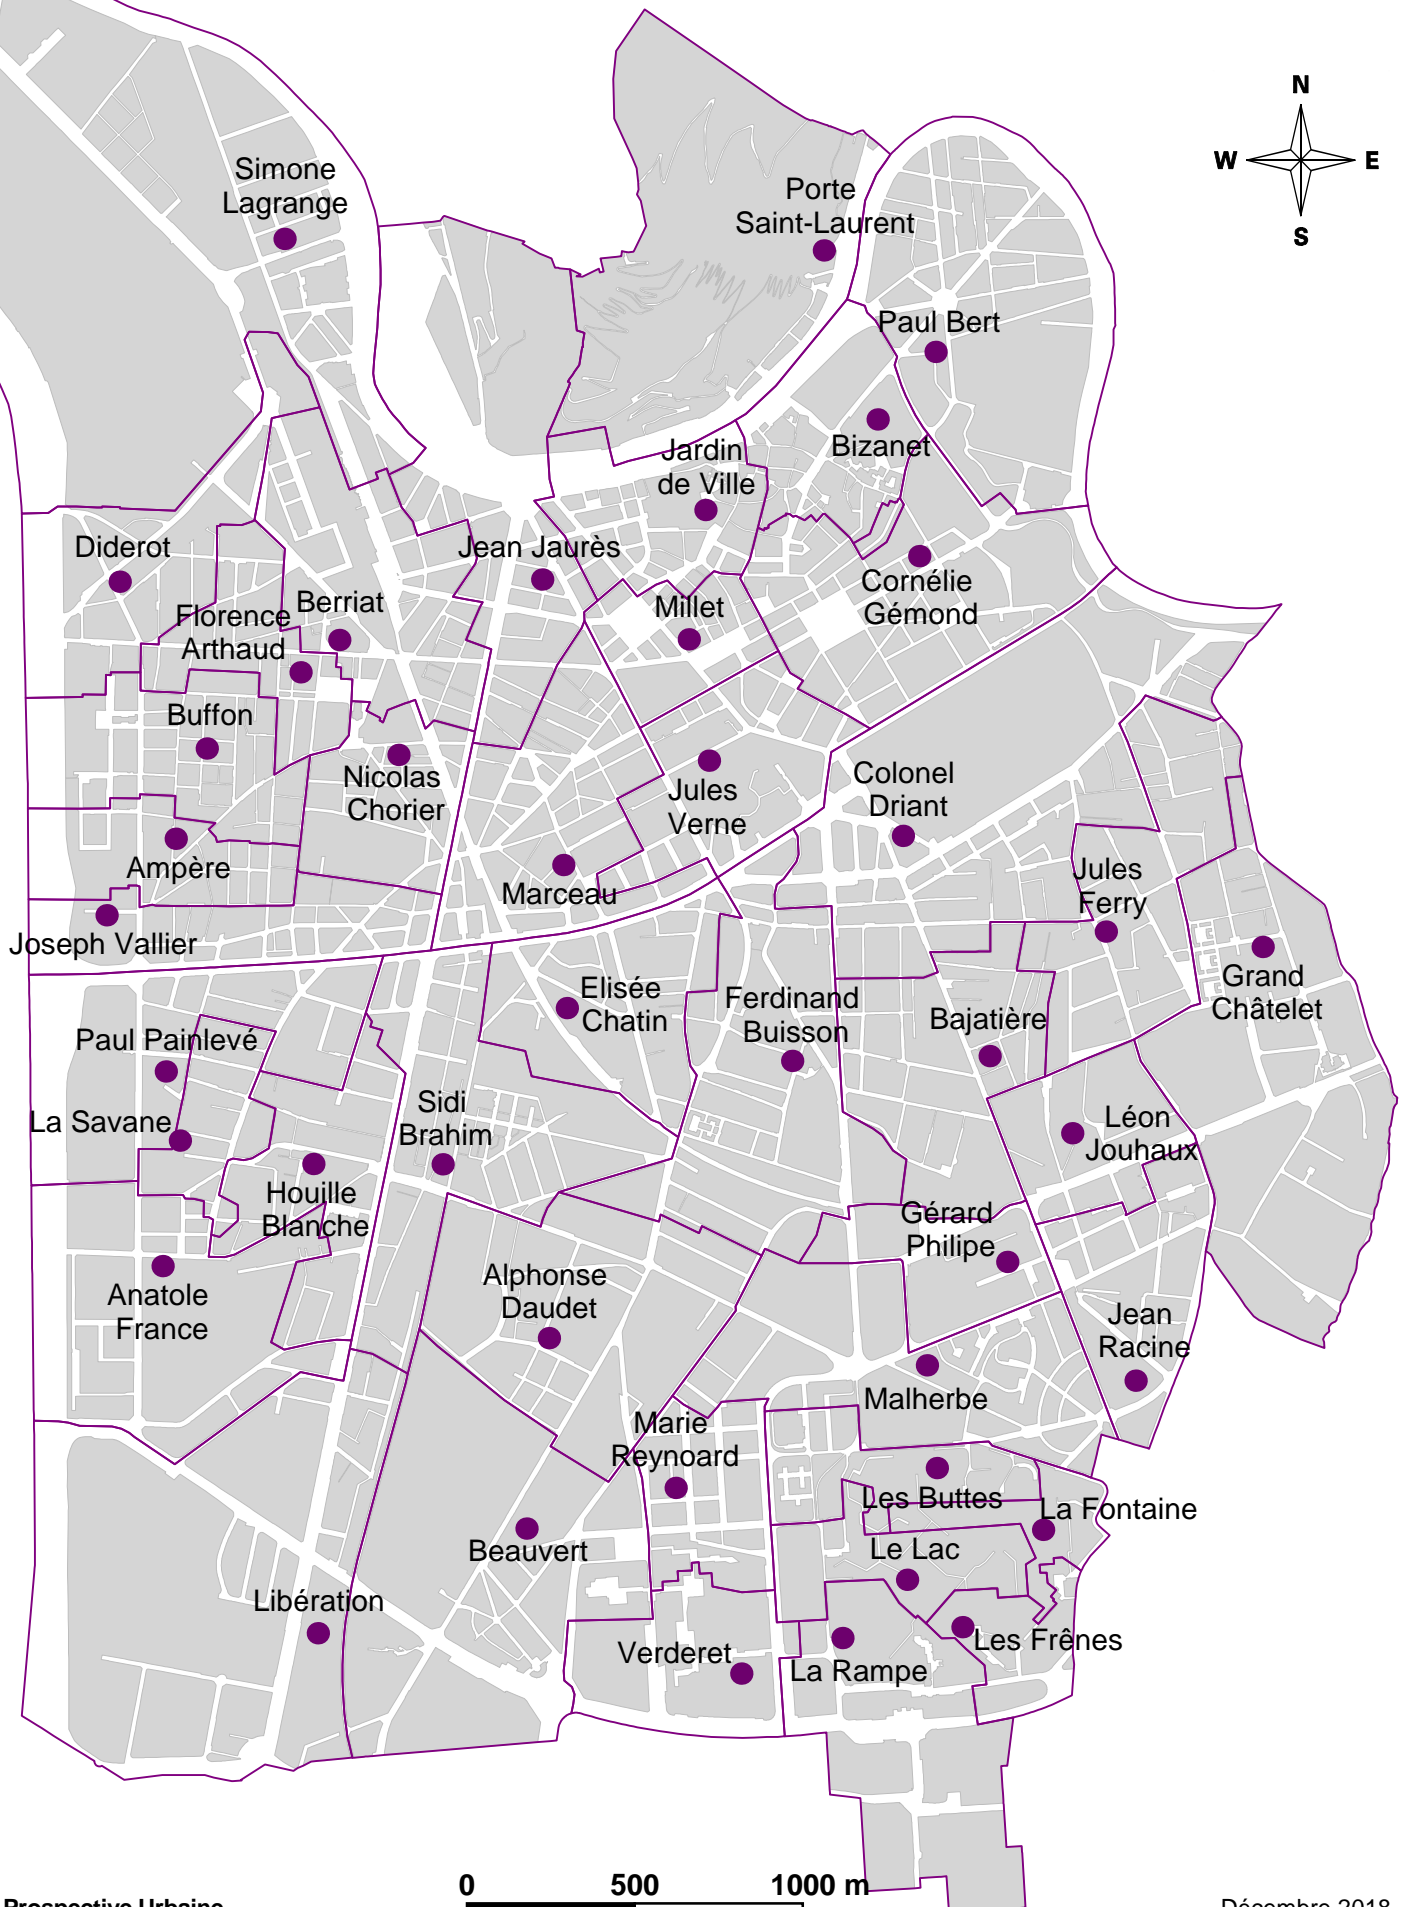 N
W
E
S
Simone
Lagrange
Porte
Saint-Laurent
Paul Bert
Bizanet
Jardin
de Ville
Diderot
Jean Jaurès
Cornélie
Gémond
Florence
Arthaud
Berriat
Millet
Buffon
Nicolas
Chorier
Jules
Verne
Colonel
Driant
Ampère
Marceau
Jules
Ferry
Joseph Vallier
Elisée
Chatin
Ferdinand
Buisson
Bajatière
Grand
Châtelet
Paul Painlevé
La Savane
Sidi
Brahim
Léon
Jouhaux
Houille
Blanche
Gérard
Philipe
Anatole
France
Alphonse
Daudet
Jean
Racine
Malherbe
Marie
Reynoard
Les Buttes
La Fontaine
Beauvert
Le Lac
Libération
Verderet
La Rampe
Les Frênes
0 500 1000 m
Prospective Urbaine
Décembre 2018